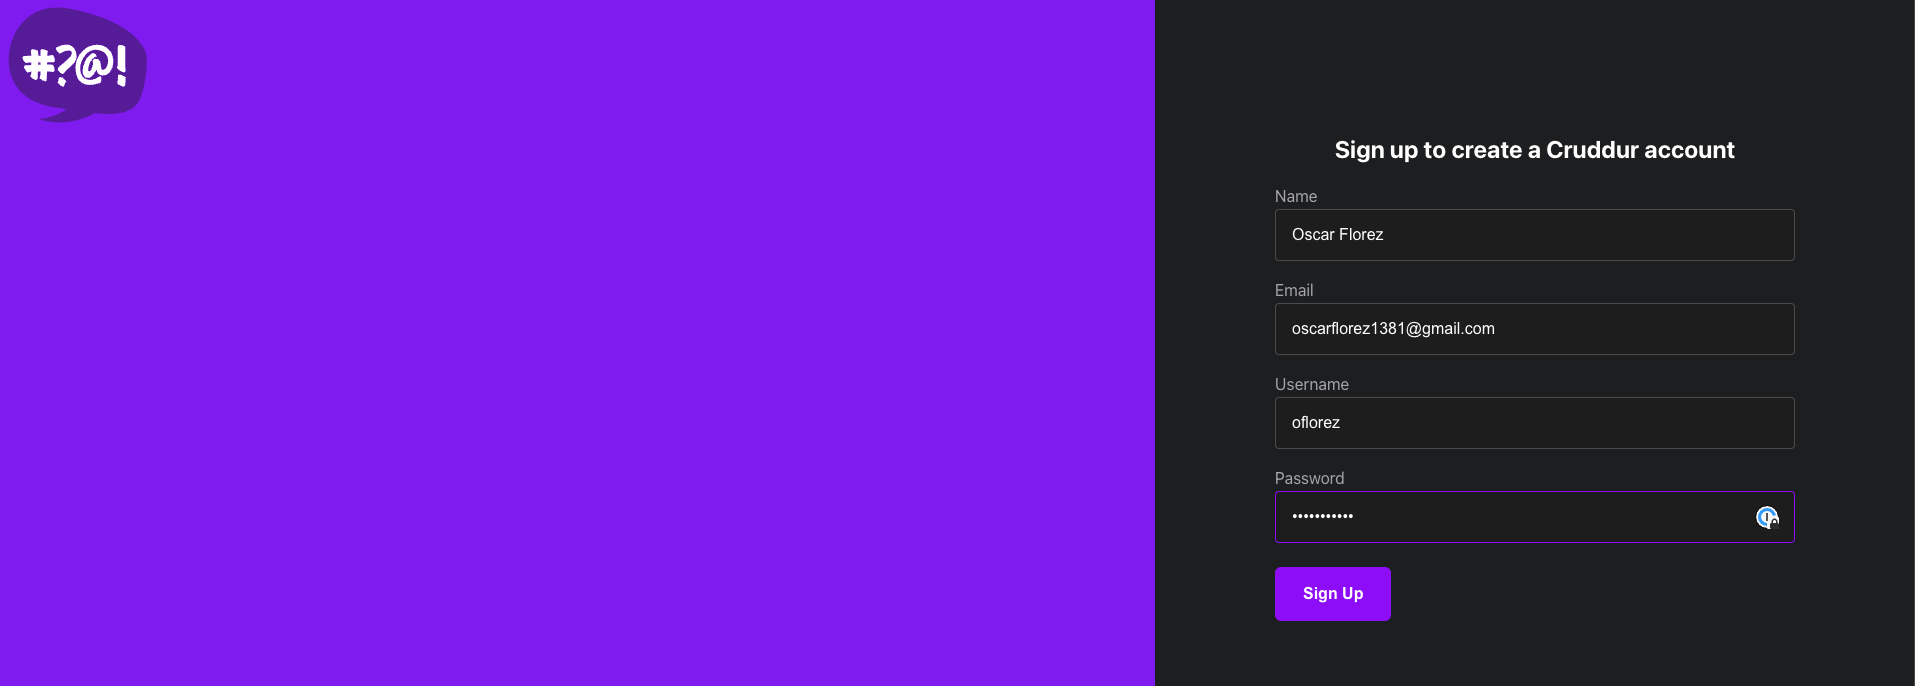 #?@!
Sign up to create a Cruddur account
Name
Oscar Florez
Email
oscarflorez1381@gmail.com
Username
oflorez
Password
•••••••••••
Sign Up